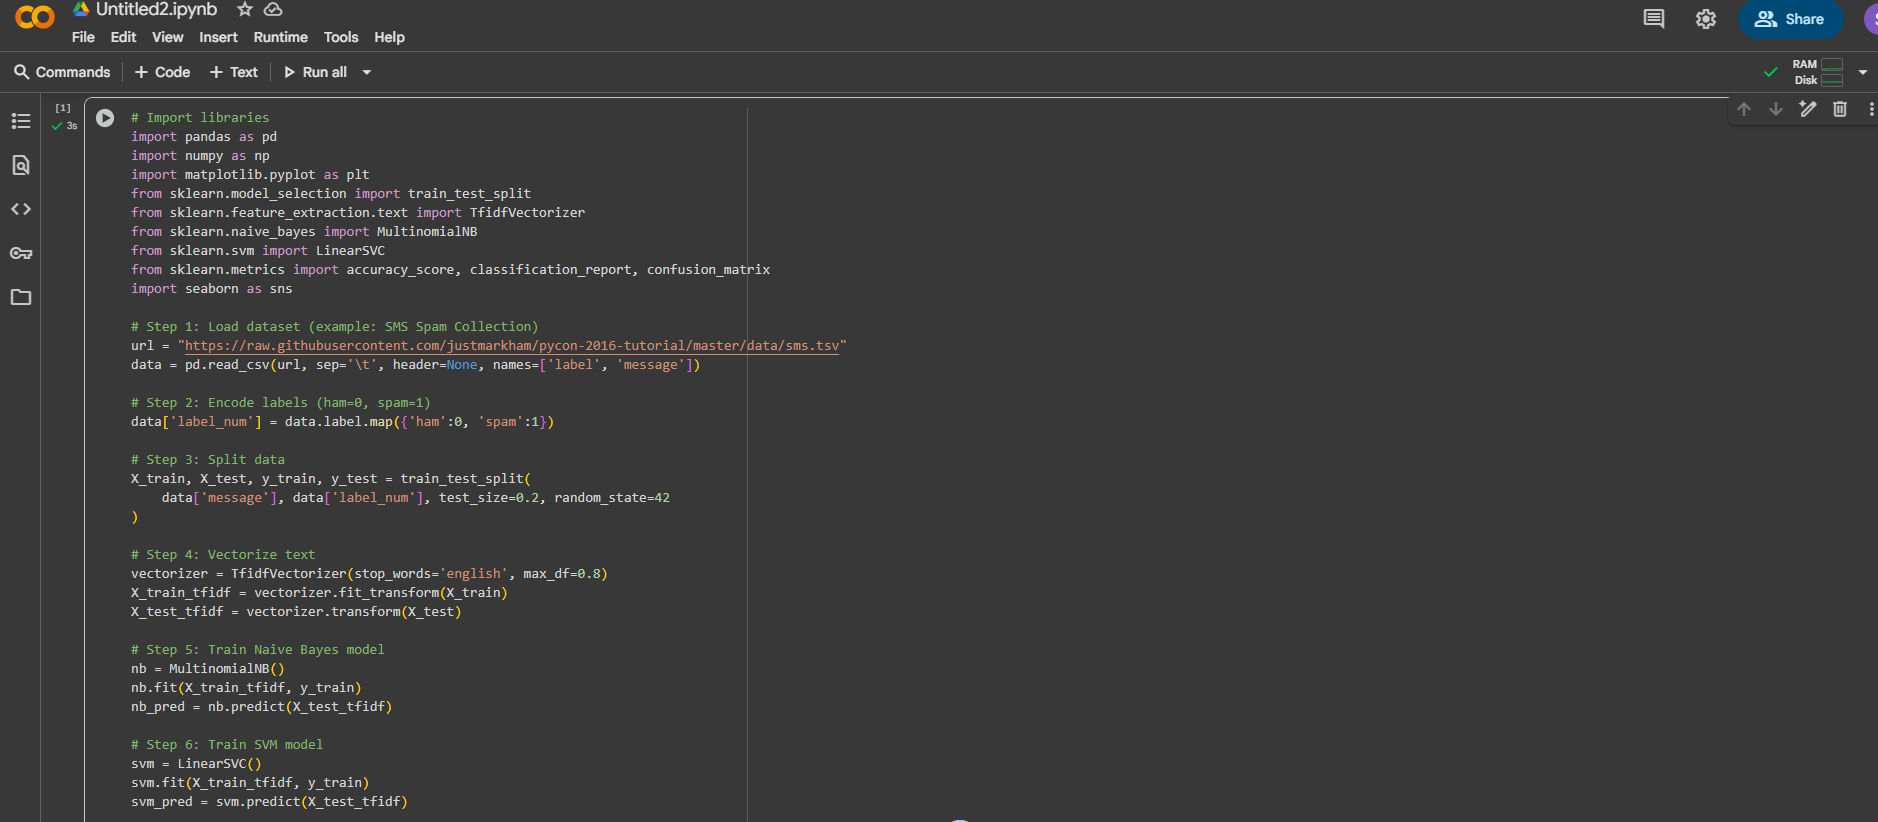 Untitled2.ipynb
File Edit View Insert Runtime Tools Help
Share
Commands + Code + Text Run all
RAM
Disk
[1]
3s
# Import libraries
import pandas as pd
import numpy as np
import matplotlib.pyplot as plt
from sklearn.model_selection import train_test_split
from sklearn.feature_extraction.text import TfidfVectorizer
from sklearn.naive_bayes import MultinomialNB
from sklearn.svm import LinearSVC
from sklearn.metrics import accuracy_score, classification_report, confusion_matrix
import seaborn as sns
# Step 1: Load dataset (example: SMS Spam Collection)
url = "https://raw.githubusercontent.com/justmarkham/pycon-2016-tutorial/master/data/sms.tsv"
data = pd.read_csv(url, sep='\t', header=None, names=['label', 'message'])
# Step 2: Encode labels (ham=0, spam=1)
data['label_num'] = data.label.map({'ham':0, 'spam':1})
# Step 3: Split data
X_train, X_test, y_train, y_test = train_test_split(
    data['message'], data['label_num'], test_size=0.2, random_state=42
)
# Step 4: Vectorize text
vectorizer = TfidfVectorizer(stop_words='english', max_df=0.8)
X_train_tfidf = vectorizer.fit_transform(X_train)
X_test_tfidf = vectorizer.transform(X_test)
# Step 5: Train Naive Bayes model
nb = MultinomialNB()
nb.fit(X_train_tfidf, y_train)
nb_pred = nb.predict(X_test_tfidf)
# Step 6: Train SVM model
svm = LinearSVC()
svm.fit(X_train_tfidf, y_train)
svm_pred = svm.predict(X_test_tfidf)